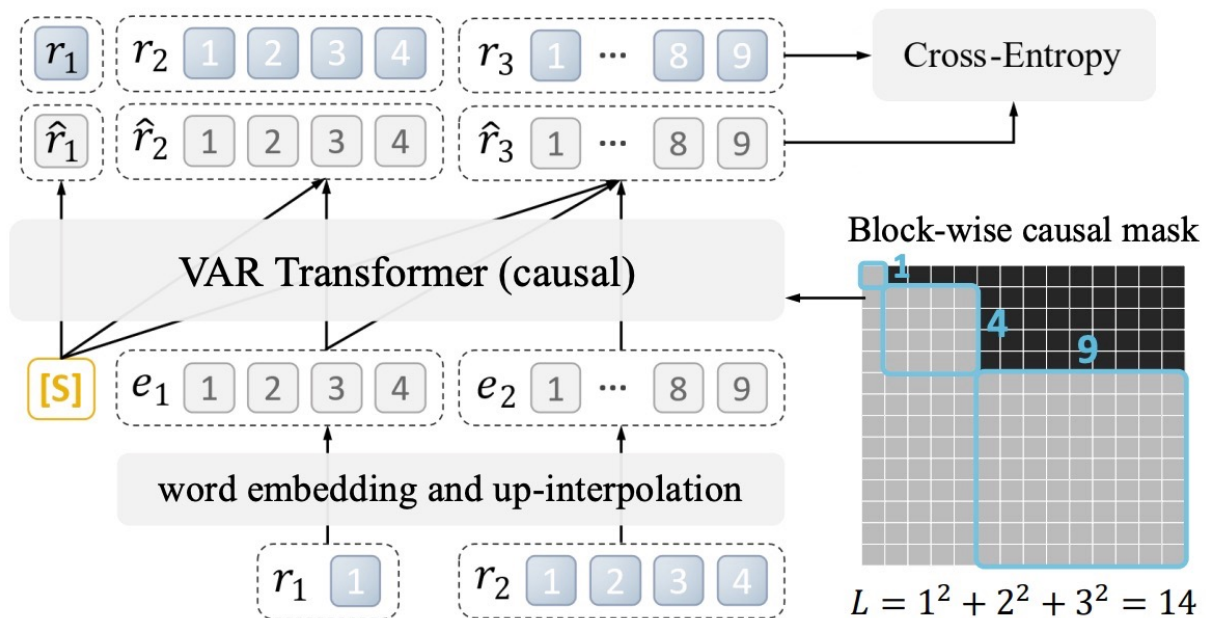 r₁ r₂ 1 2 3 4 r₃ 1 ··· 8 9 Cross-Entropy
r̂₁ r̂₂ 1 2 3 4 r̂₃ 1 ··· 8 9
VAR Transformer (causal)
Block-wise causal mask
1
4
9
[S] e₁ 1 2 3 4 e₂ 1 ··· 8 9
word embedding and up-interpolation
r₁ 1 r₂ 1 2 3 4
L = 1² + 2² + 3² = 14